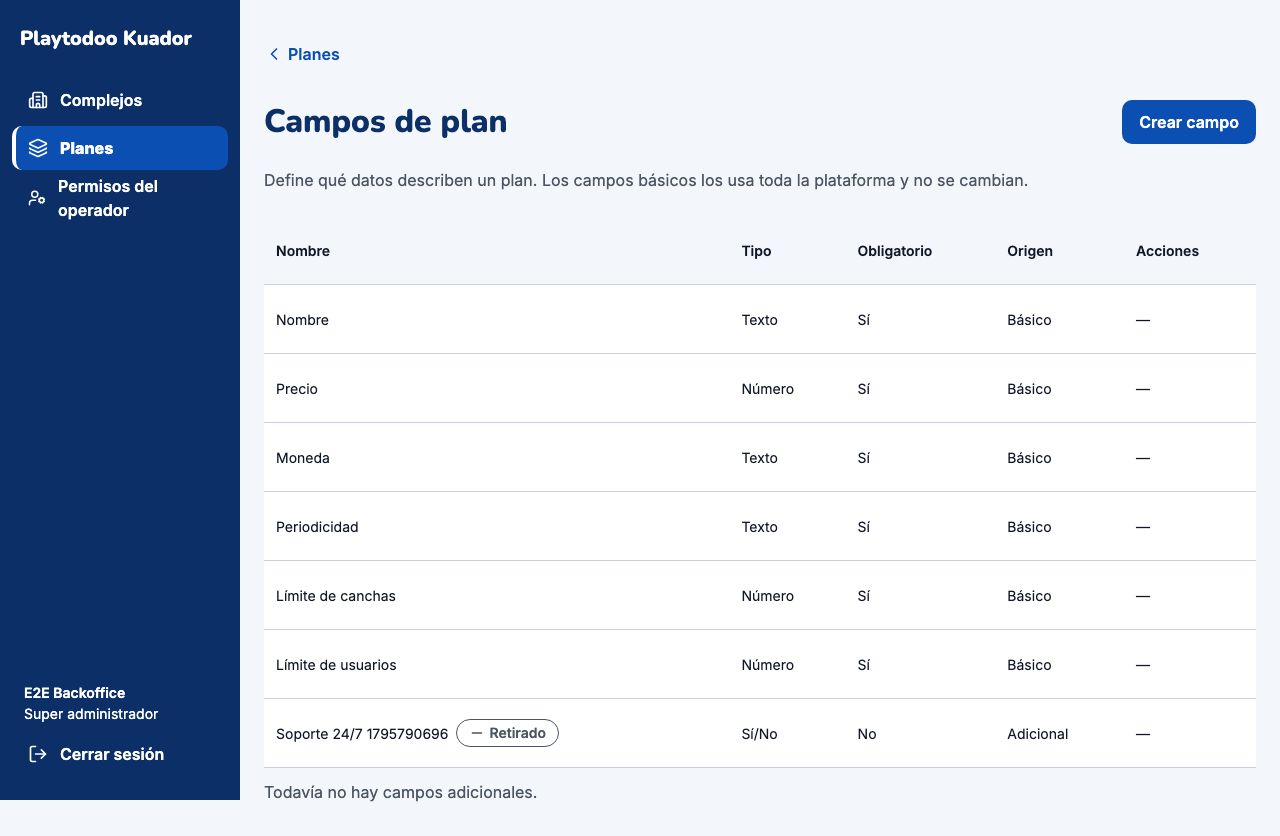 Playtodoo Kuador
Complejos
Planes
Permisos del
operador
E2E Backoffice
Super administrador
Cerrar sesión
Planes
Campos de plan
Crear campo
Define qué datos describen un plan. Los campos básicos los usa toda la plataforma y no se cambian.
Nombre Tipo Obligatorio Origen Acciones
Nombre Texto Sí Básico —
Precio Número Sí Básico —
Moneda Texto Sí Básico —
Periodicidad Texto Sí Básico —
Límite de canchas Número Sí Básico —
Límite de usuarios Número Sí Básico —
Soporte 24/7 1795790696 — Retirado Sí/No No Adicional —
Todavía no hay campos adicionales.